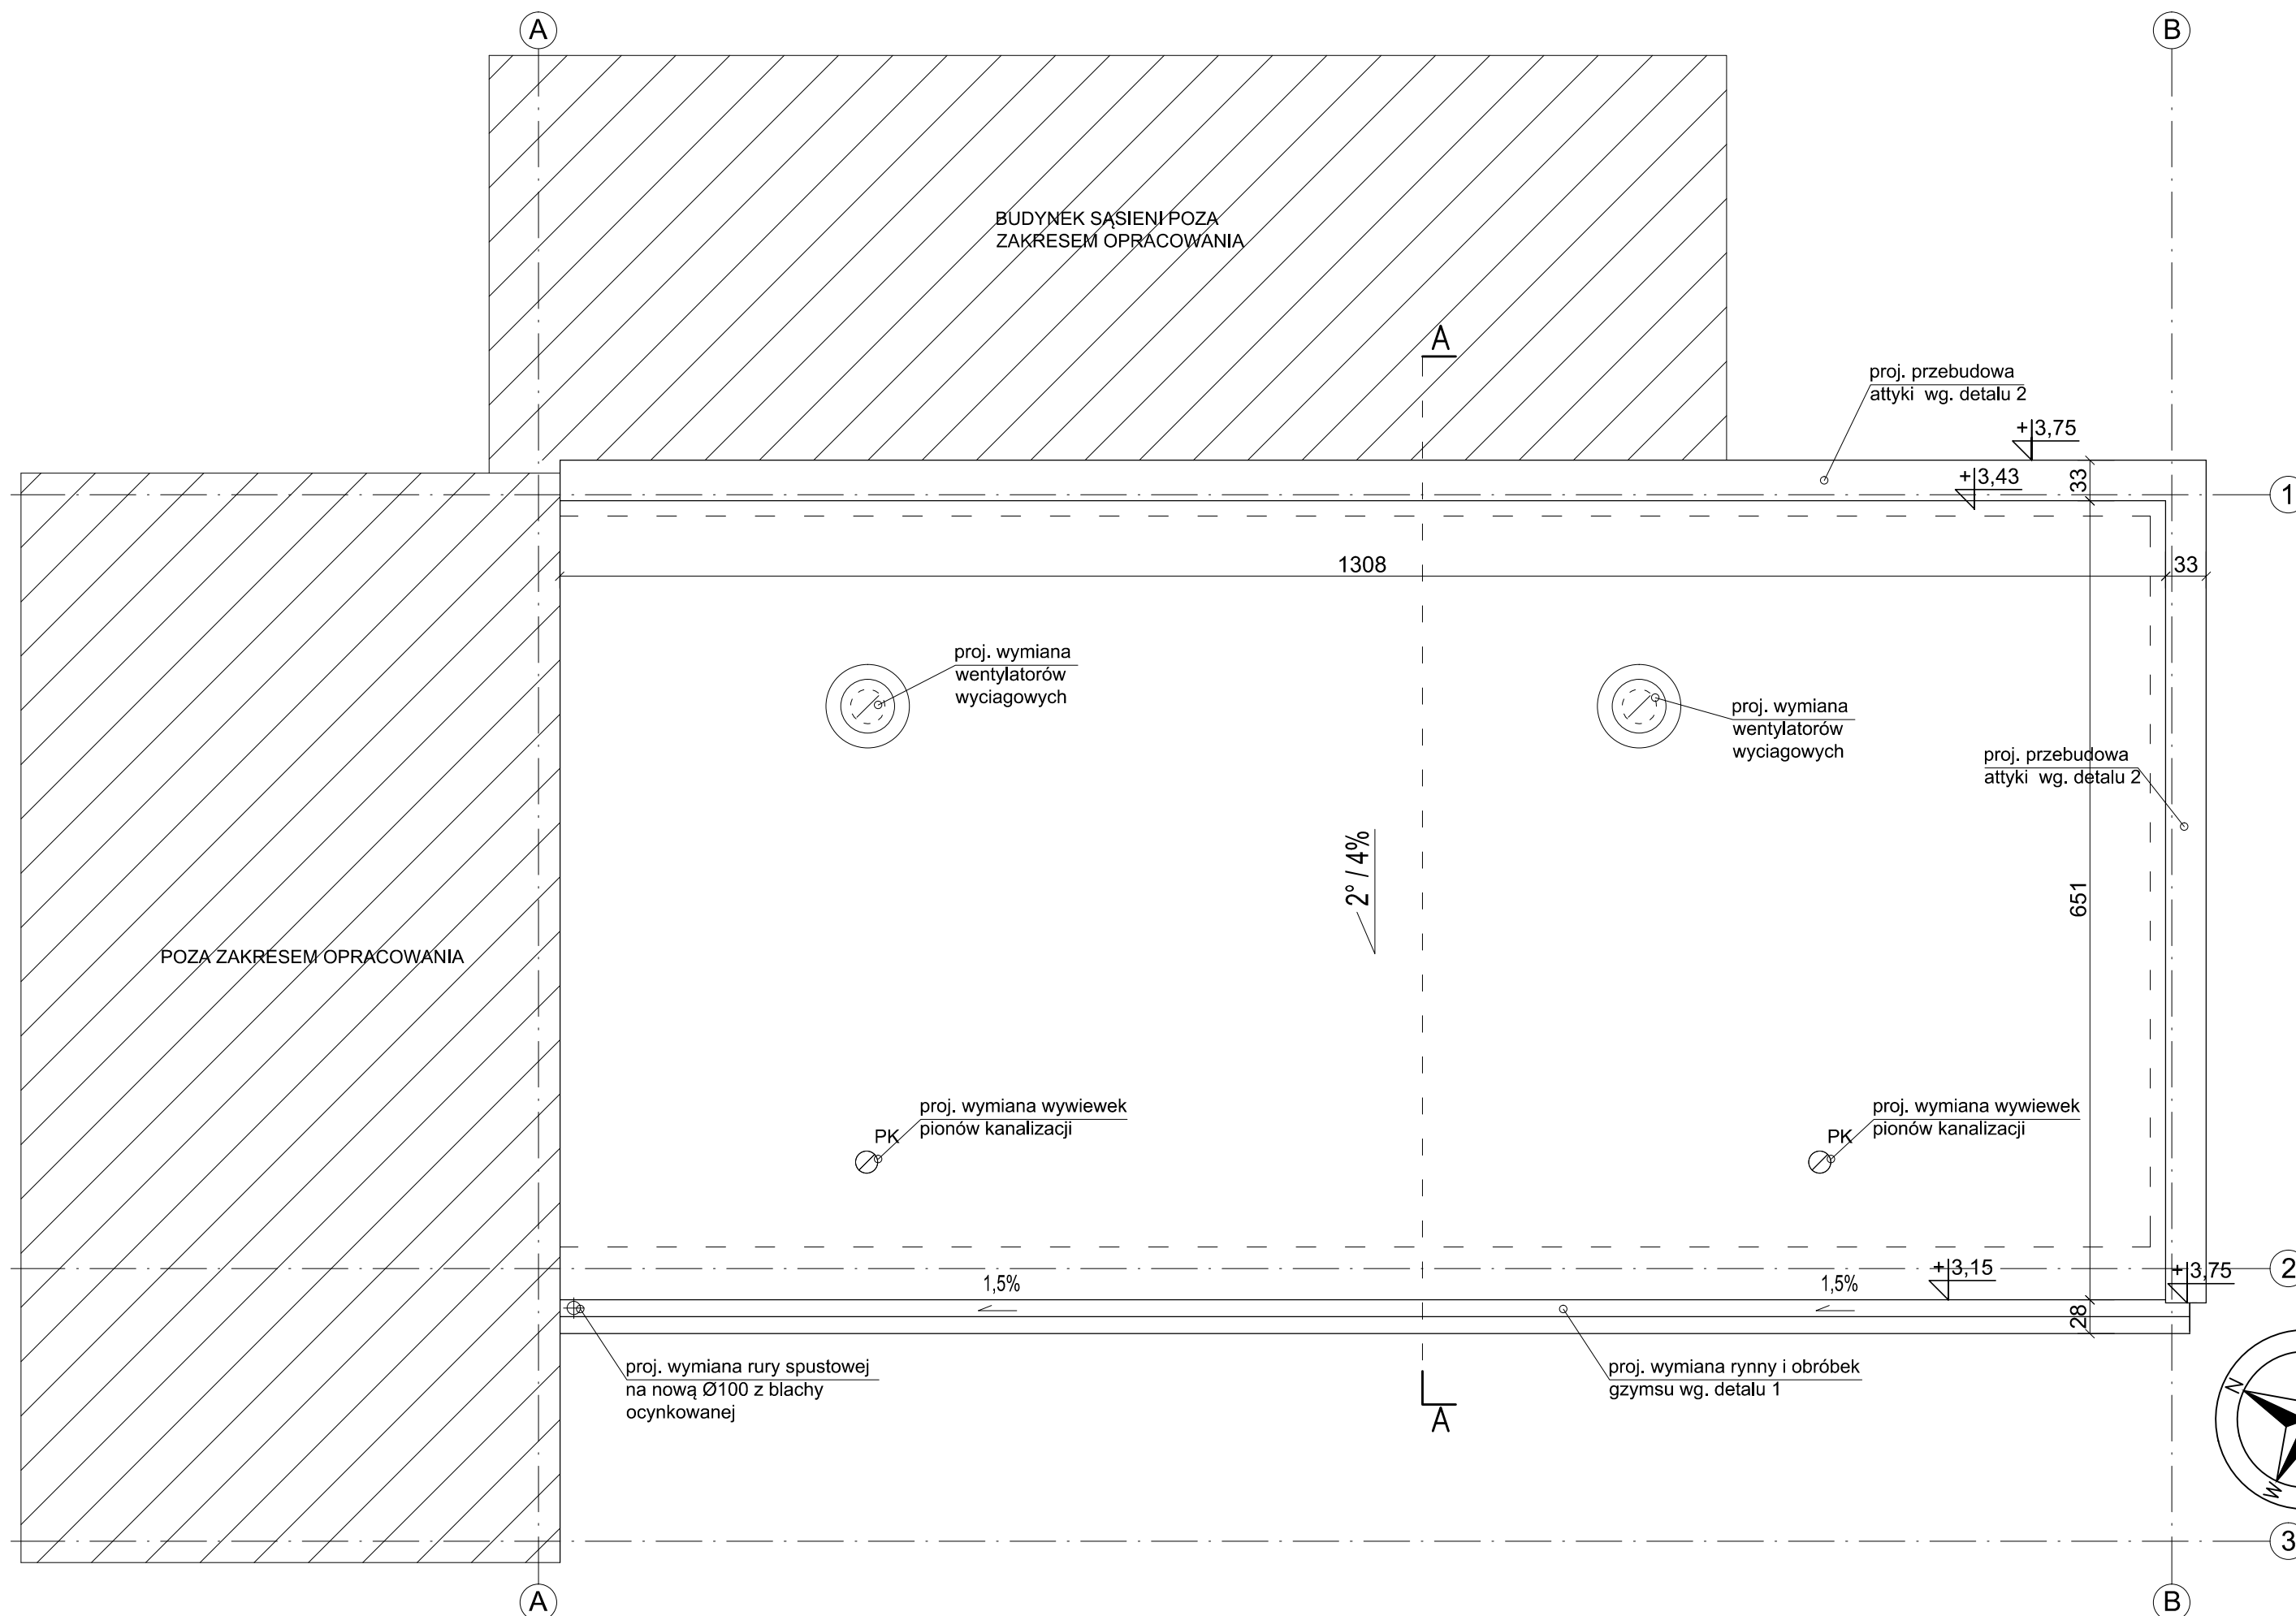 A
B
BUDYNEK SĄSIENI POZA
ZAKRESEM OPRACOWANIA
A
proj. przebudowa
attyki wg. detalu 2
+3,75
+3,43
33
1
1308
33
proj. wymiana
wentylatorów
wyciagowych
proj. wymiana
wentylatorów
wyciagowych
proj. przebudowa
attyki wg. detalu 2
2° / 4%
651
POZA ZAKRESEM OPRACOWANIA
proj. wymiana wywiewek
pionów kanalizacji
PK
proj. wymiana wywiewek
pionów kanalizacji
PK
1,5%
1,5%
+3,15
+3,75
2
28
proj. wymiana rury spustowej
na nową Ø100 z blachy
ocynkowanej
proj. wymiana rynny i obróbek
gzymsu wg. detalu 1
A
N
W
3
A
B